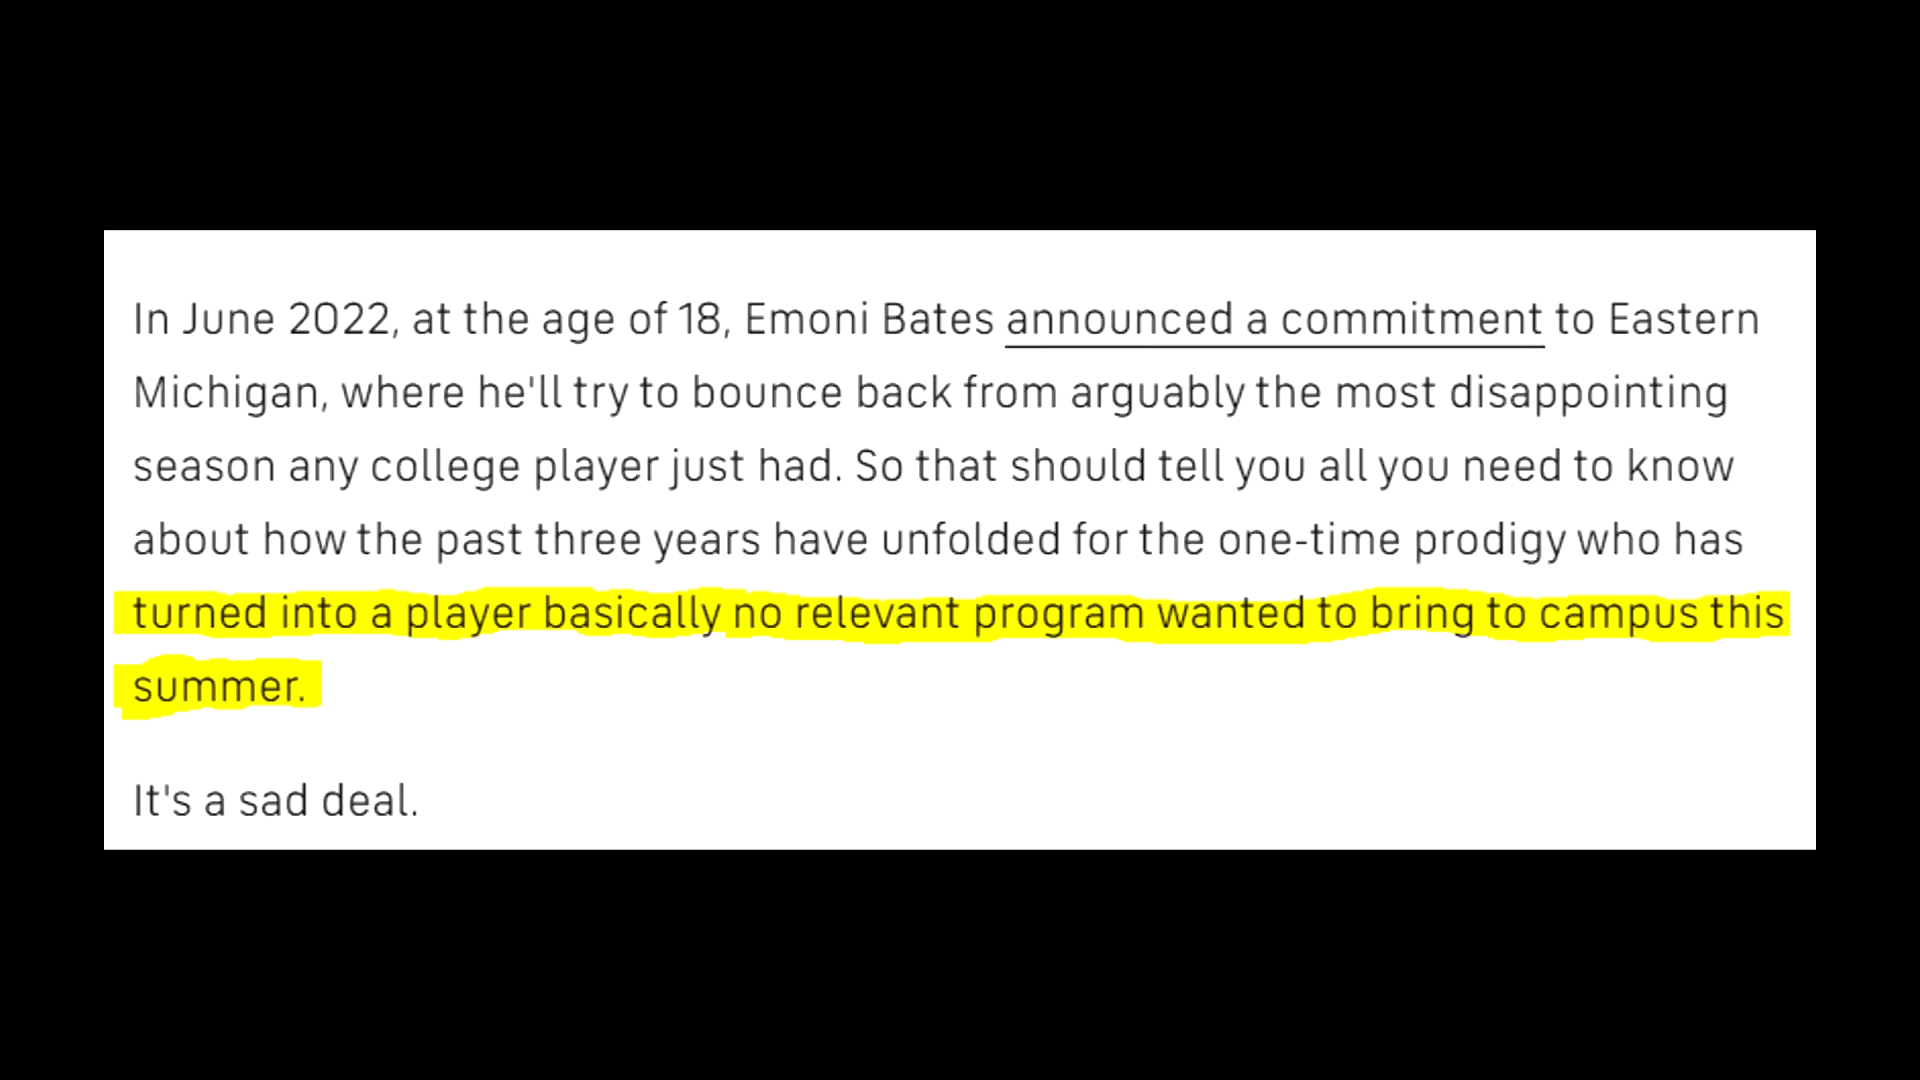 In June 2022, at the age of 18, Emoni Bates announced a commitment to Eastern
Michigan, where he'll try to bounce back from arguably the most disappointing
season any college player just had. So that should tell you all you need to know
about how the past three years have unfolded for the one-time prodigy who has
turned into a player basically no relevant program wanted to bring to campus this
summer.
It's a sad deal.